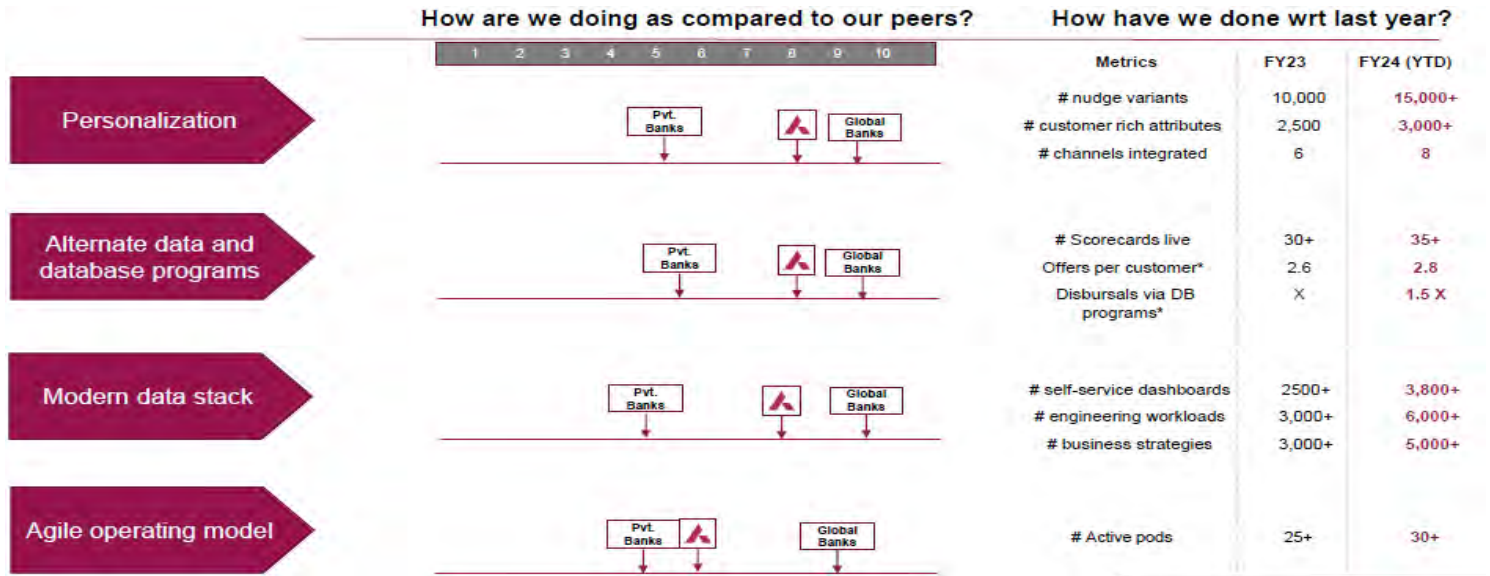 How are we doing as compared to our peers?
How have we done wrt last year?
1 2 3 4 5 6 7 8 9 10
Metrics FY23 FY24 (YTD)
Personalization
Pvt.
Banks
Global
Banks
# nudge variants 10,000 15,000+
# customer rich attributes 2,500 3,000+
# channels integrated 6 8
Alternate data and
database programs
Pvt.
Banks
Global
Banks
# Scorecards live 30+ 35+
Offers per customer* 2.6 2.8
Disbursals via DB X 1.5 X
programs*
Modern data stack
Pvt.
Banks
Global
Banks
# self-service dashboards 2500+ 3,800+
# engineering workloads 3,000+ 6,000+
# business strategies 3,000+ 5,000+
Agile operating model
Pvt.
Banks
Global
Banks
# Active pods 25+ 30+